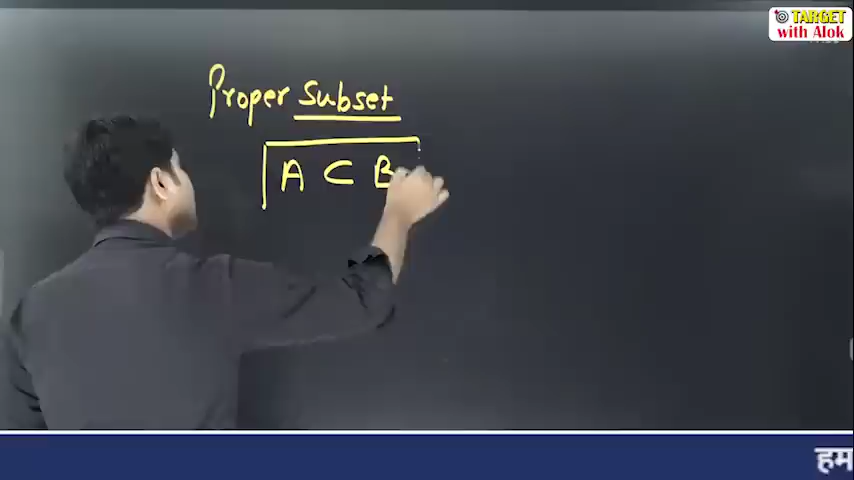 TARGET
with Alok
Proper Subset
A ⊂ B
हम